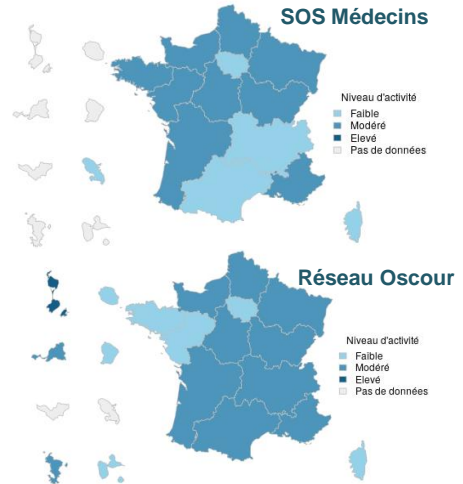 SOS Médecins
Niveau d'activité
Faible
Modéré
Elevé
Pas de données
Réseau Oscour
Niveau d'activité
Faible
Modéré
Elevé
Pas de données